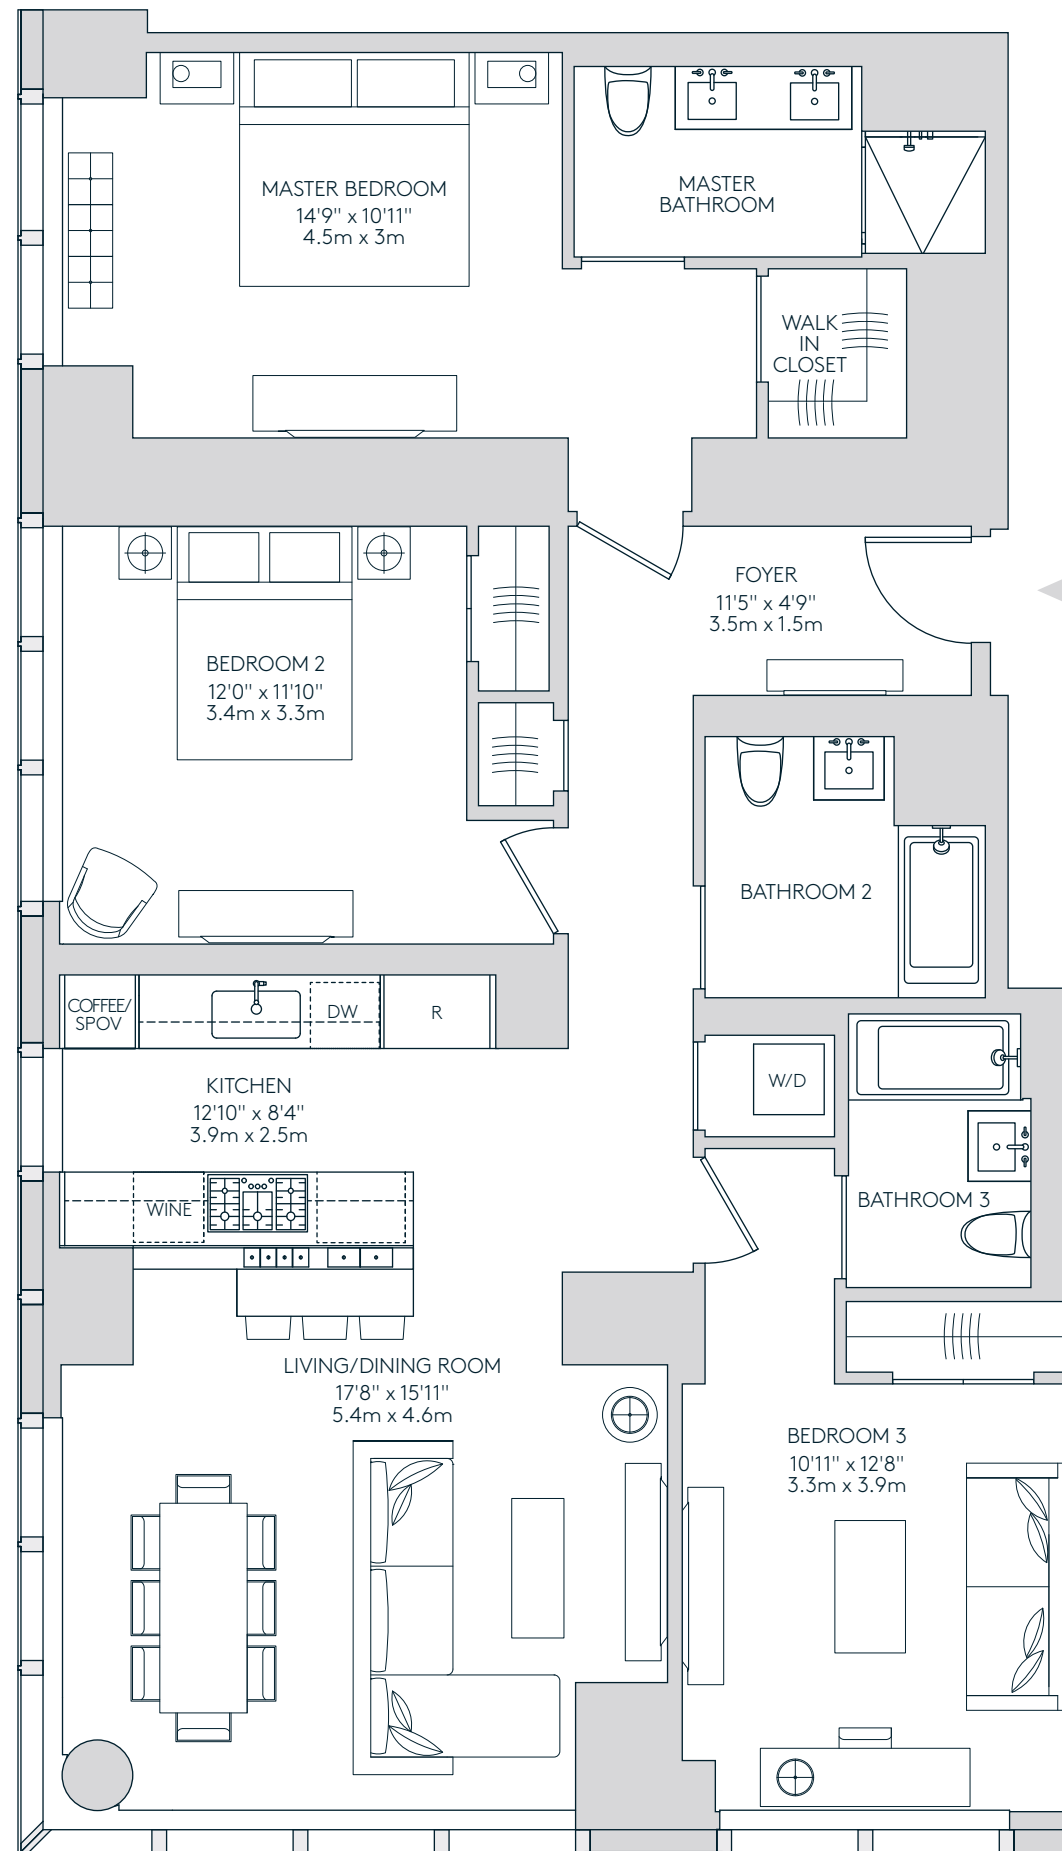 MASTER BEDROOM
14'9" x 10'11"
4.5m x 3m
MASTER
BATHROOM
WALK
IN
CLOSET
FOYER
11'5" x 4'9"
3.5m x 1.5m
BEDROOM 2
12'0" x 11'10"
3.4m x 3.3m
BATHROOM 2
COFFEE/
SPOV
DW
R
KITCHEN
12'10" x 8'4"
3.9m x 2.5m
W/D
WINE
BATHROOM 3
LIVING/DINING ROOM
17'8" x 15'11"
5.4m x 4.6m
BEDROOM 3
10'11" x 12'8"
3.3m x 3.9m